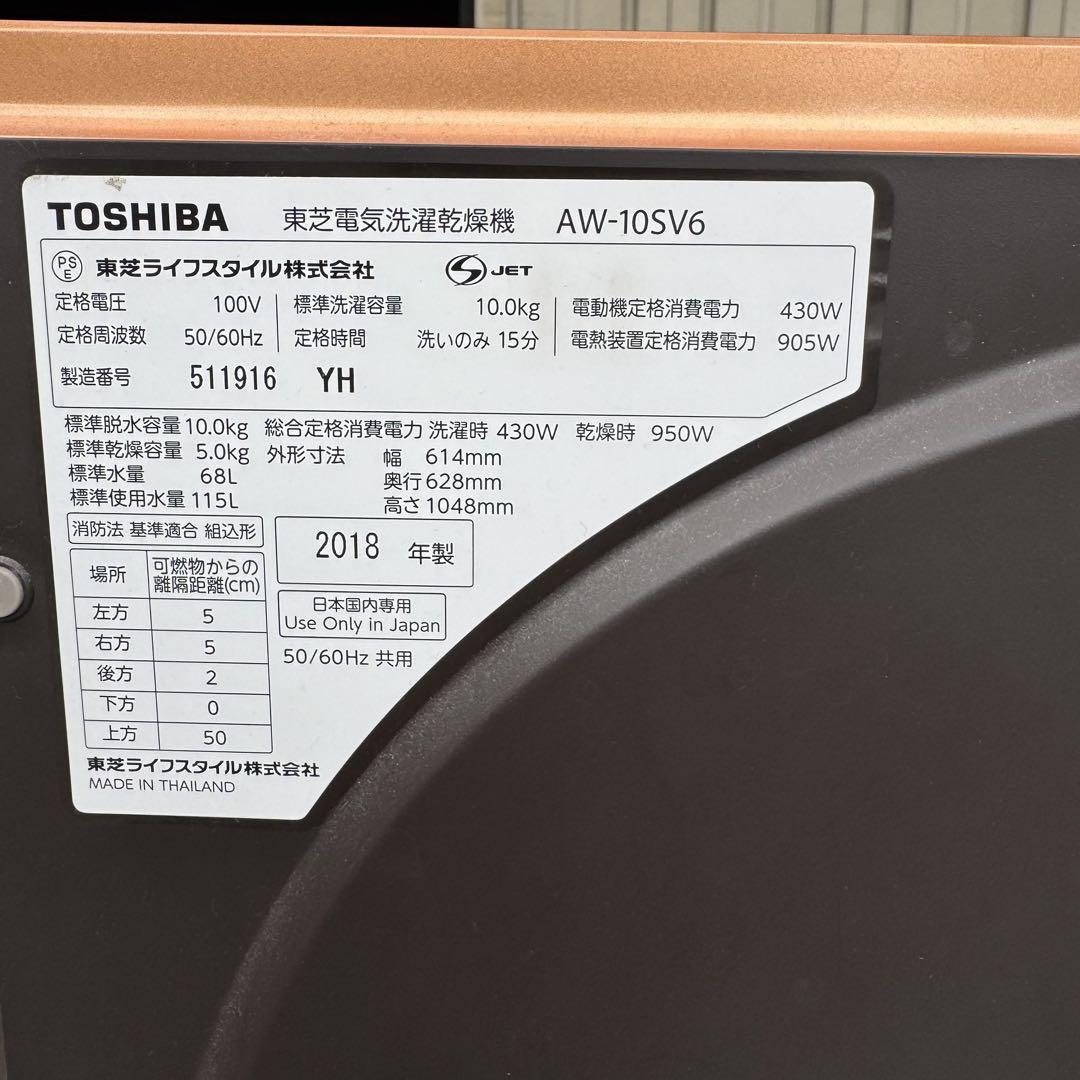 TOSHIBA 東芝電気洗濯乾燥機 AW-10SV6
PSE 東芝ライフスタイル株式会社 S JET
定格電圧 100V 標準洗濯容量 10.0kg 電動機定格消費電力 430W
定格周波数 50/60Hz 定格時間 洗いのみ 15分 電熱装置定格消費電力 905W
製造番号 511916 YH
標準脱水容量 10.0kg 総合定格消費電力 洗濯時 430W 乾燥時 950W
標準乾燥容量 5.0kg 外形寸法 幅 614mm
標準水量 68L 奥行 628mm
標準使用水量 115L 高さ 1048mm
消防法 基準適合 組込形
2018 年製
場所 可燃物からの離隔距離(cm)
左方 5
右方 5
後方 2
下方 0
上方 50
日本国内専用
Use Only in Japan
50/60Hz 共用
東芝ライフスタイル株式会社
MADE IN THAILAND